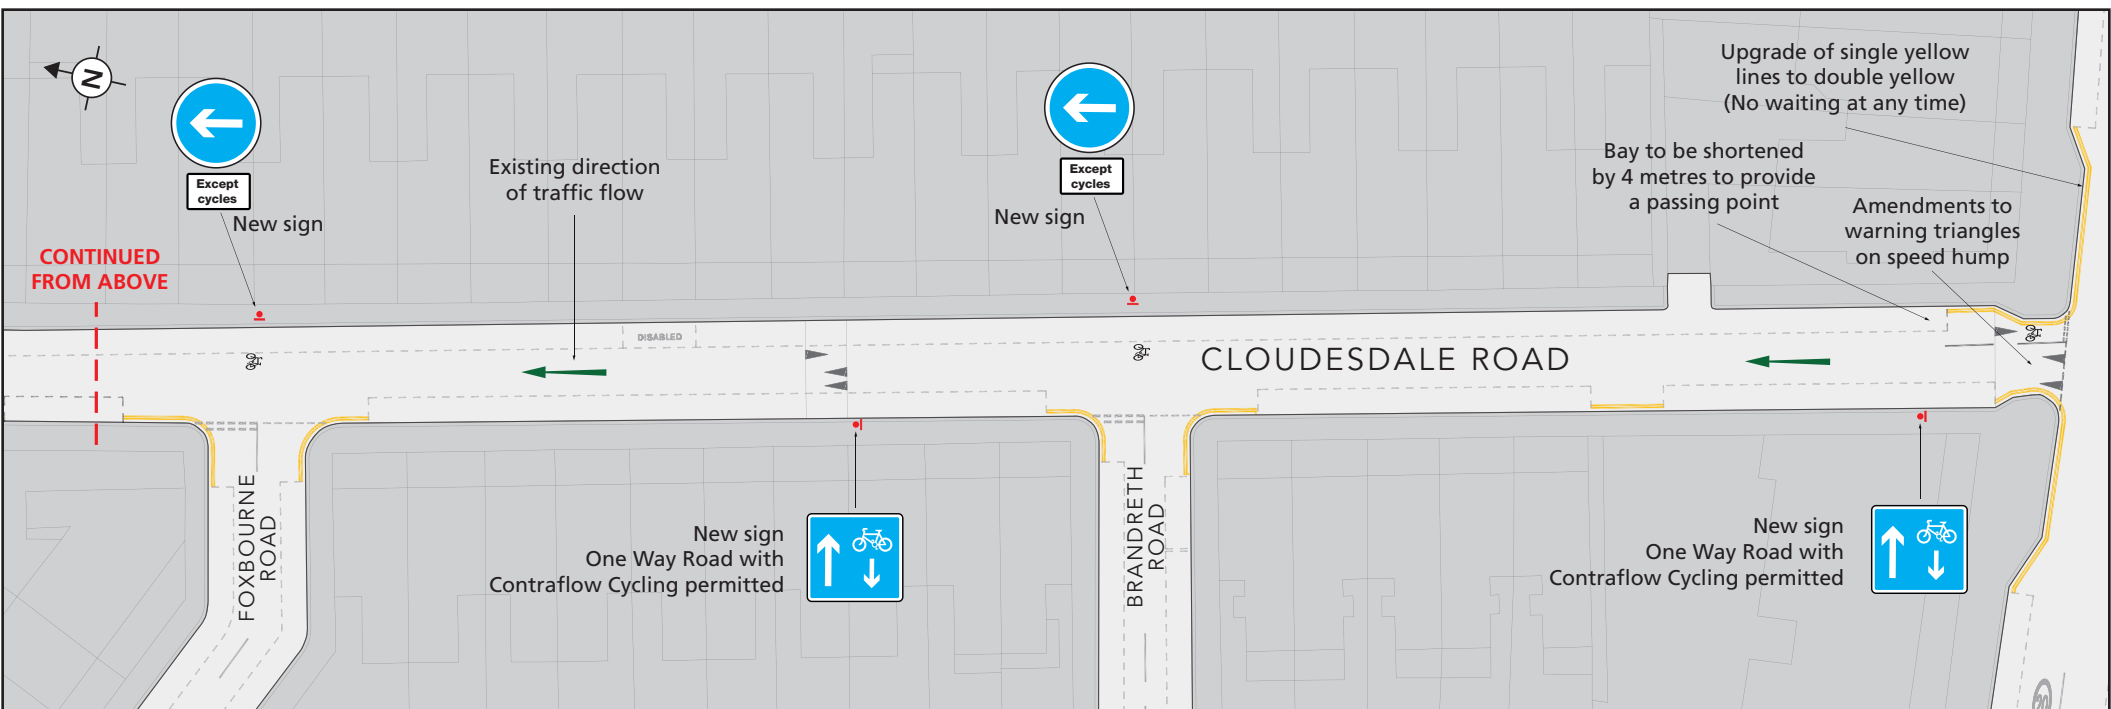 N
Except
cycles
New sign
CONTINUED
FROM ABOVE
Existing direction
of traffic flow
Except
cycles
New sign
Upgrade of single yellow
lines to double yellow
(No waiting at any time)
Bay to be shortened
by 4 metres to provide
a passing point
Amendments to
warning triangles
on speed hump
DISABLED
CLOUDESDALE ROAD
FOXBOURNE
ROAD
New sign
One Way Road with
Contraflow Cycling permitted
BRANDRETH
ROAD
New sign
One Way Road with
Contraflow Cycling permitted
20